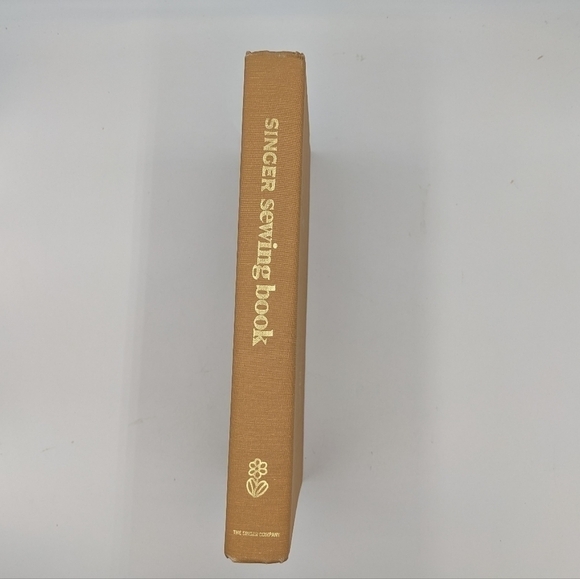 SINGER sewing book
THE SINGER COMPANY